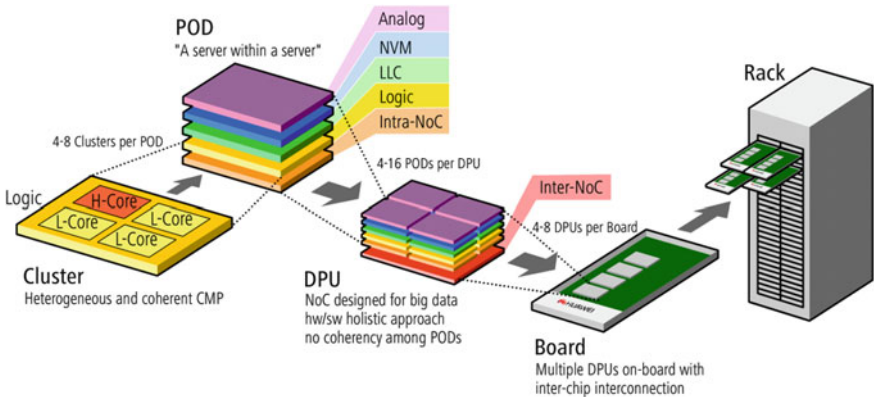 POD
"A server within a server"
Analog
NVM
LLC
Logic
Intra-NoC
4-8 Clusters per POD
4-16 PODs per DPU
Rack
Logic
H-Core
L-Core
L-Core
L-Core
Inter-NoC
4-8 DPUs per Board
Cluster
Heterogeneous and coherent CMP
DPU
NoC designed for big data
hw/sw holistic approach
no coherency among PODs
HUAWEI
Board
Multiple DPUs on-board with
inter-chip interconnection